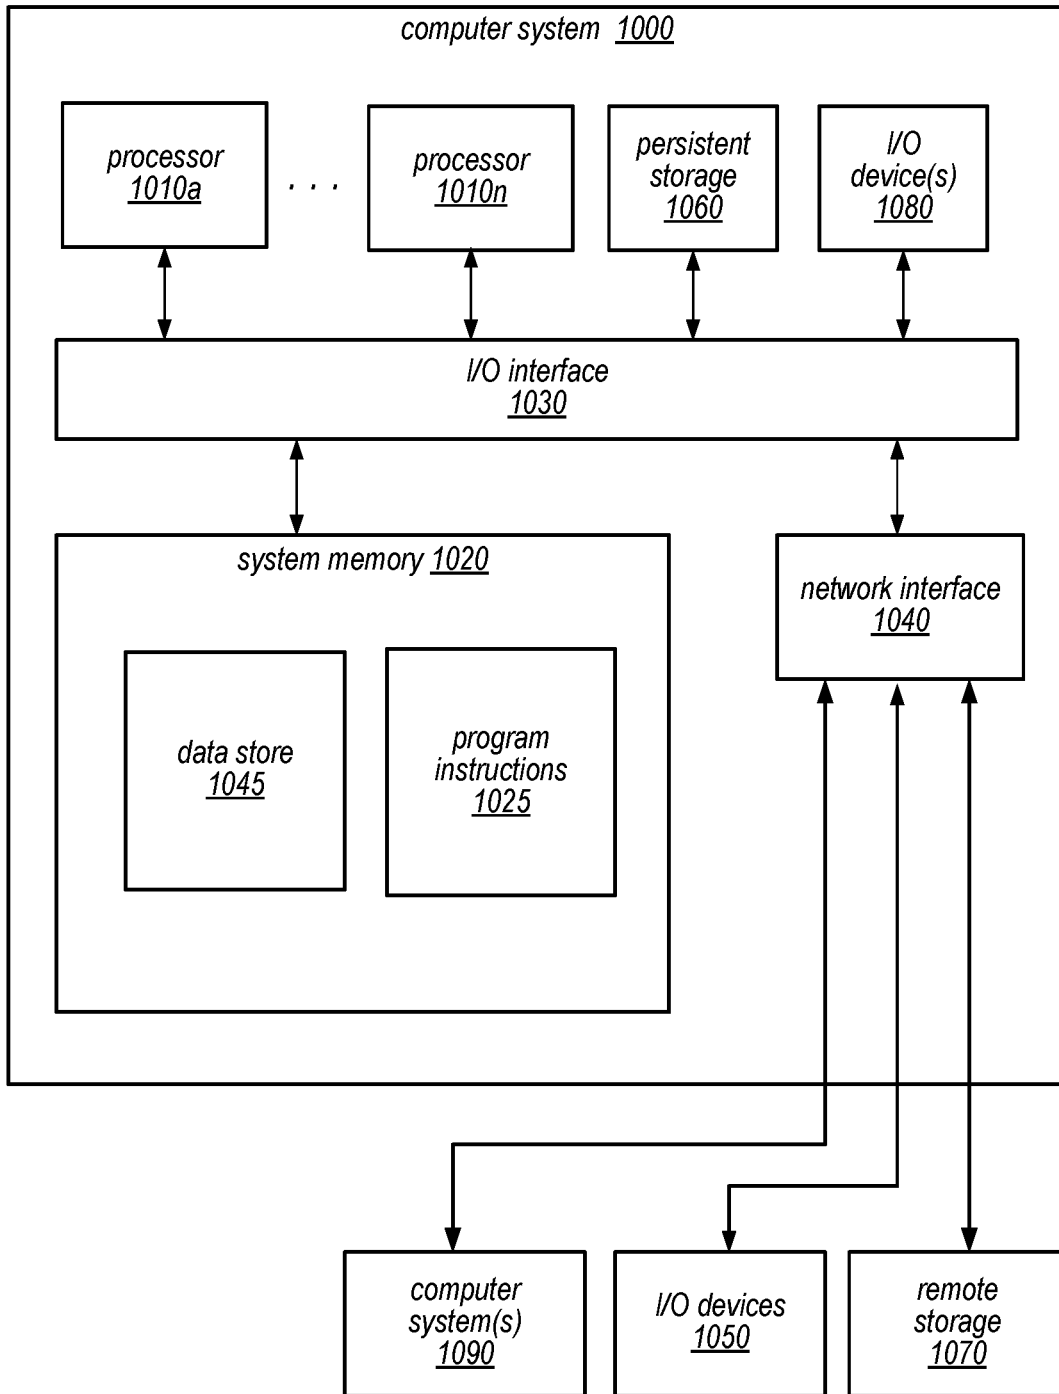 computer system 1000
processor
1010a
. . .
processor
1010n
persistent
storage
1060
I/O
device(s)
1080
I/O interface
1030
system memory 1020
network interface
1040
data store
1045
program
instructions
1025
computer
system(s)
1090
I/O devices
1050
remote
storage
1070